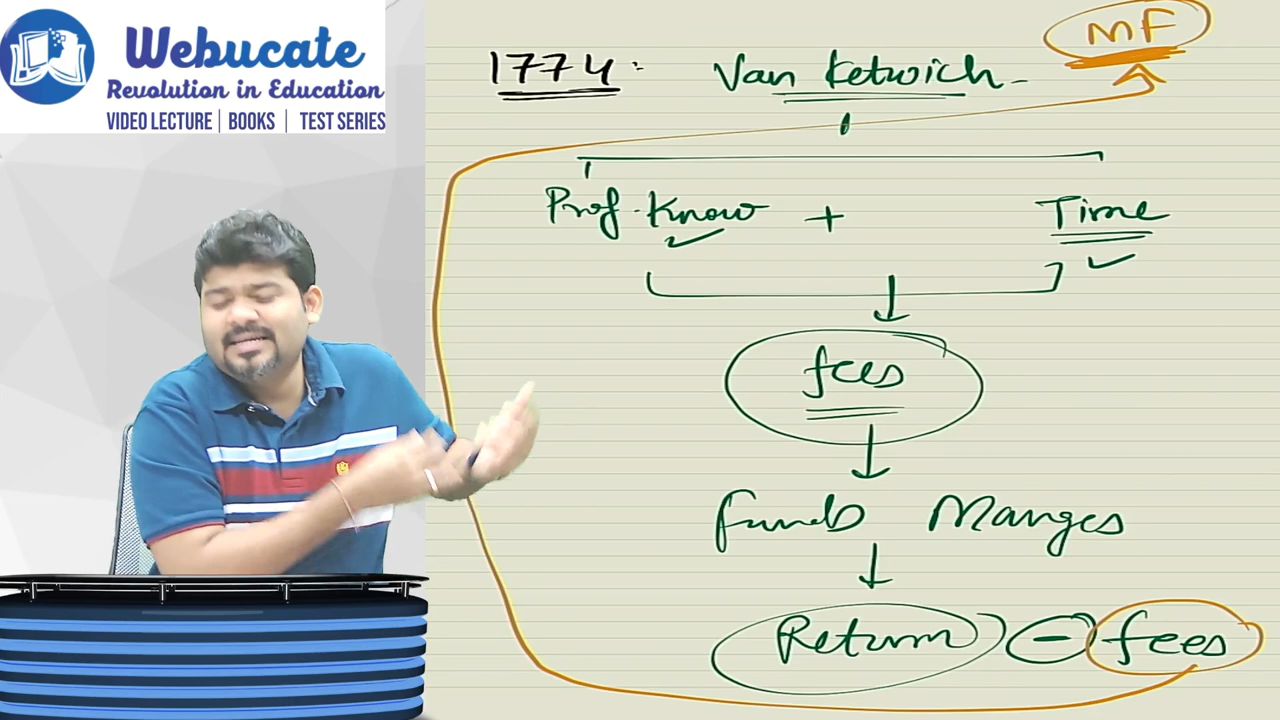 Webucate
Revolution in Education
VIDEO LECTURE | BOOKS | TEST SERIES
MF
1774: Van Ketwich-
Prof. Know + Time
fees
Funds Manges
Return - fees